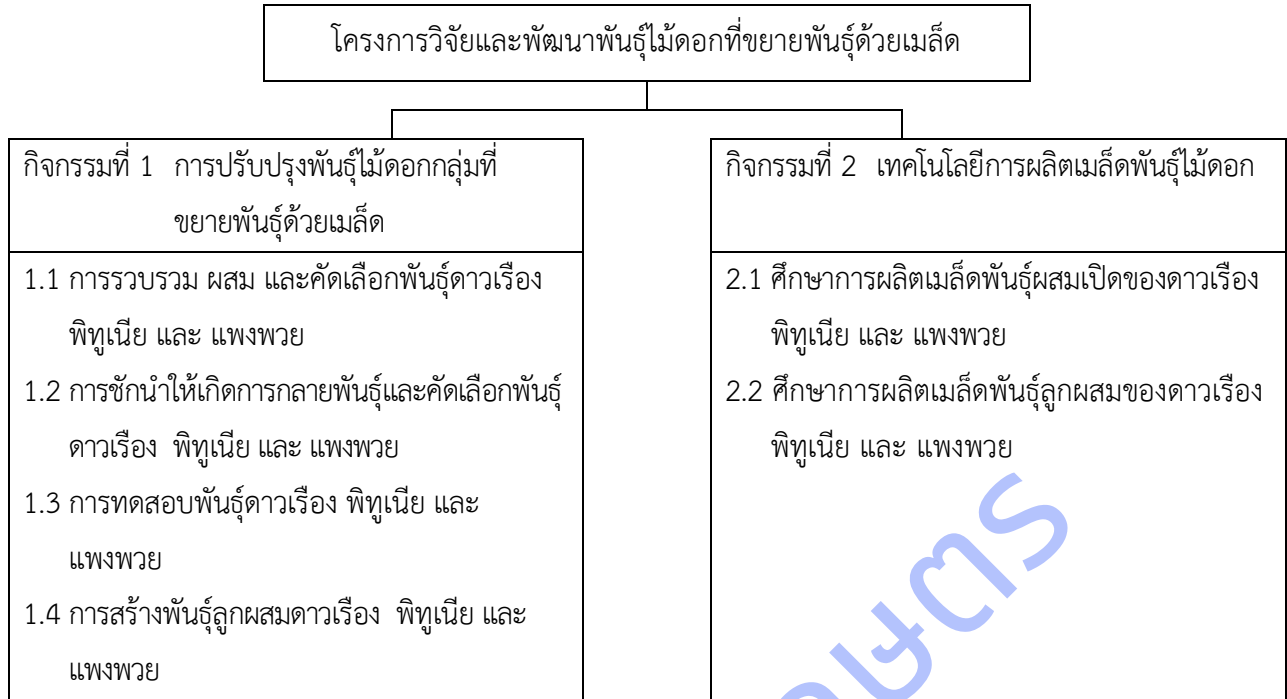 โครงการวิจัยและพัฒนาพันธุ์ไม้ดอกที่ขยายพันธุ์ด้วยเมล็ด
กิจกรรมที่ 1 การปรับปรุงพันธุ์ไม้ดอกกลุ่มที่
ขยายพันธุ์ด้วยเมล็ด
1.1 การรวบรวม ผสม และคัดเลือกพันธุ์ดาวเรือง
พิทูเนีย และ แพงพวย
1.2 การชักนำให้เกิดการกลายพันธุ์และคัดเลือกพันธุ์
ดาวเรือง พิทูเนีย และ แพงพวย
1.3 การทดสอบพันธุ์ดาวเรือง พิทูเนีย และ
แพงพวย
1.4 การสร้างพันธุ์ลูกผสมดาวเรือง พิทูเนีย และ
แพงพวย
กิจกรรมที่ 2 เทคโนโลยีการผลิตเมล็ดพันธุ์ไม้ดอก
2.1 ศึกษาการผลิตเมล็ดพันธุ์ผสมเปิดของดาวเรือง
พิทูเนีย และ แพงพวย
2.2 ศึกษาการผลิตเมล็ดพันธุ์ลูกผสมของดาวเรือง
พิทูเนีย และ แพงพวย